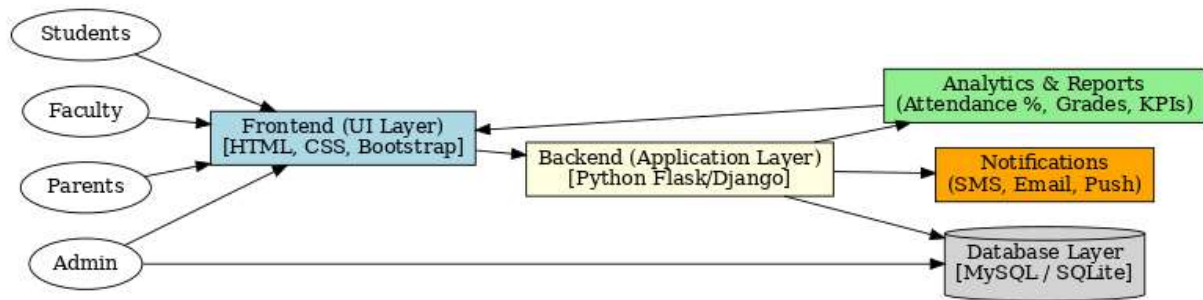 Students
Faculty
Parents
Admin
Frontend (UI Layer)
[HTML, CSS, Bootstrap]
Backend (Application Layer)
[Python Flask/Django]
Analytics & Reports
(Attendance %, Grades, KPIs)
Notifications
(SMS, Email, Push)
Database Layer
[MySQL / SQLite]